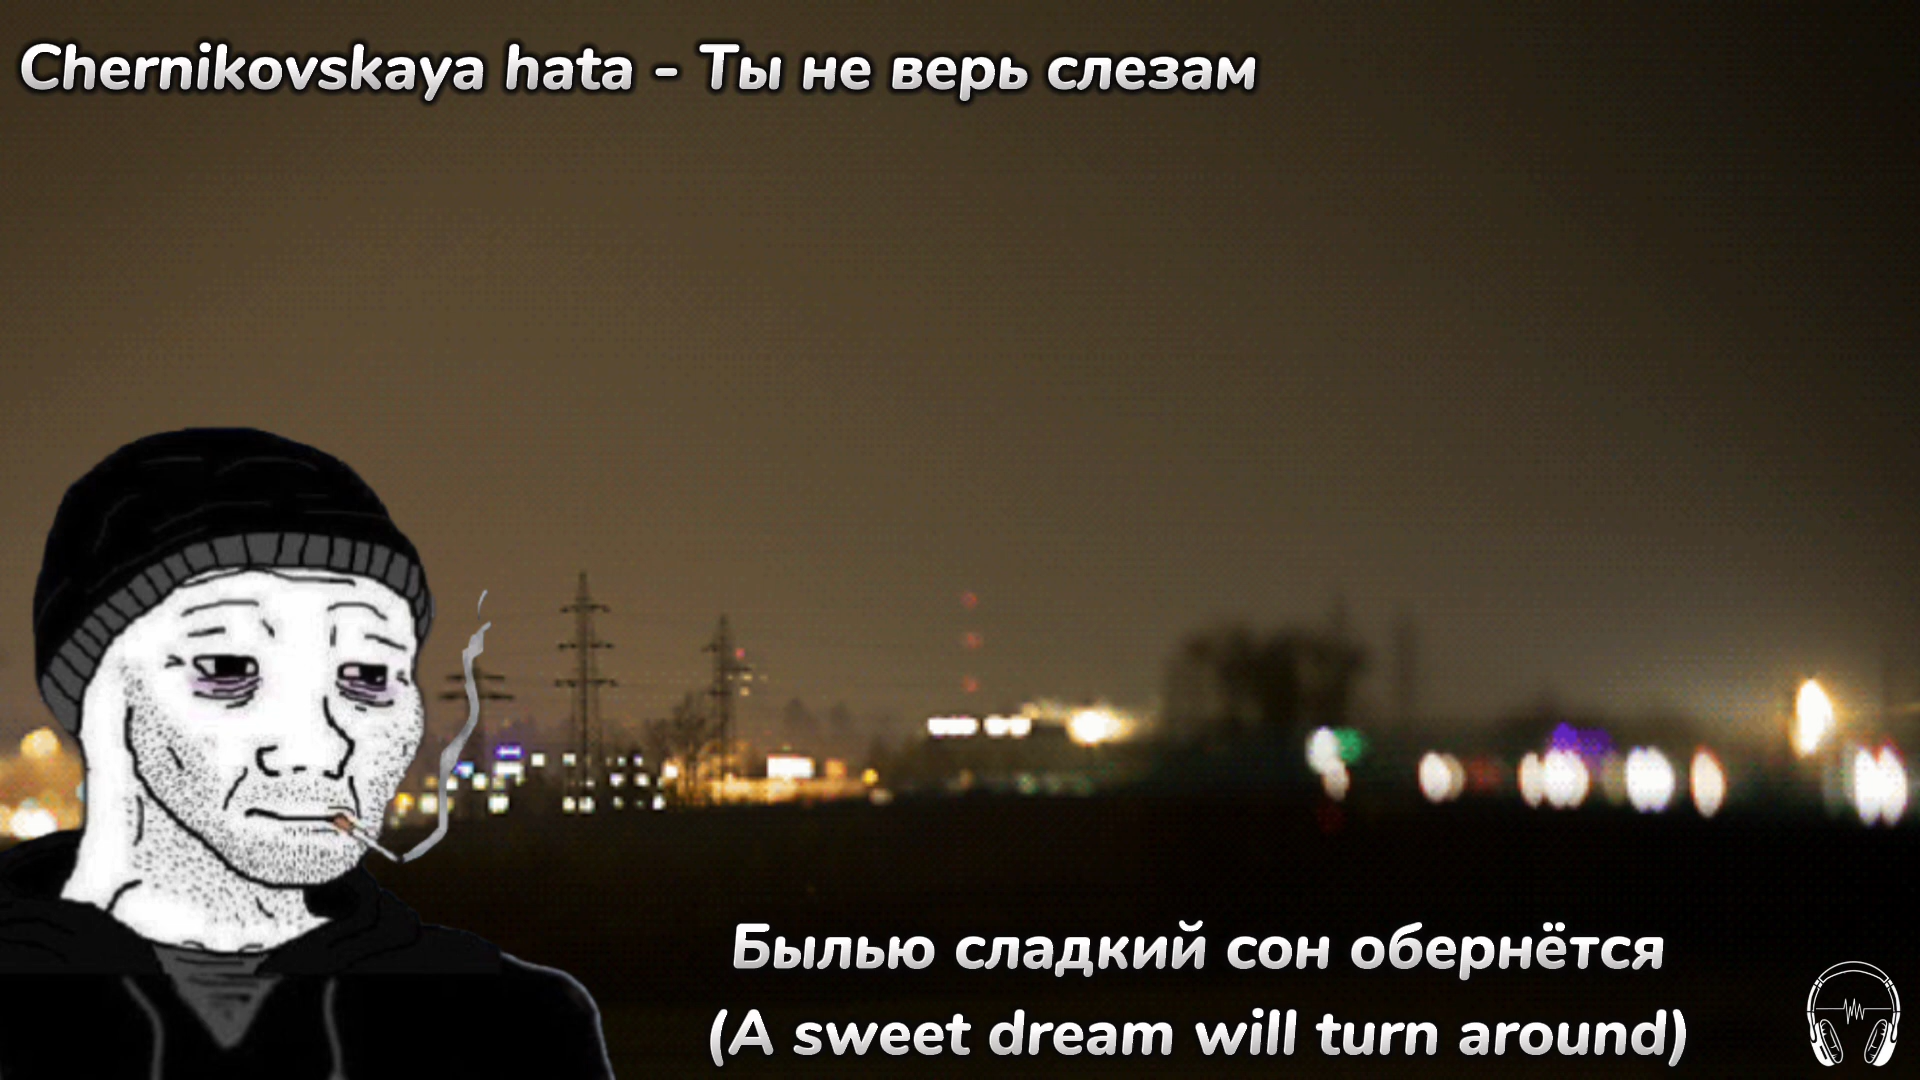 Chernikovskaya hata - Ты не верь слезам
Былью сладкий сон обернётся
(A sweet dream will turn around)